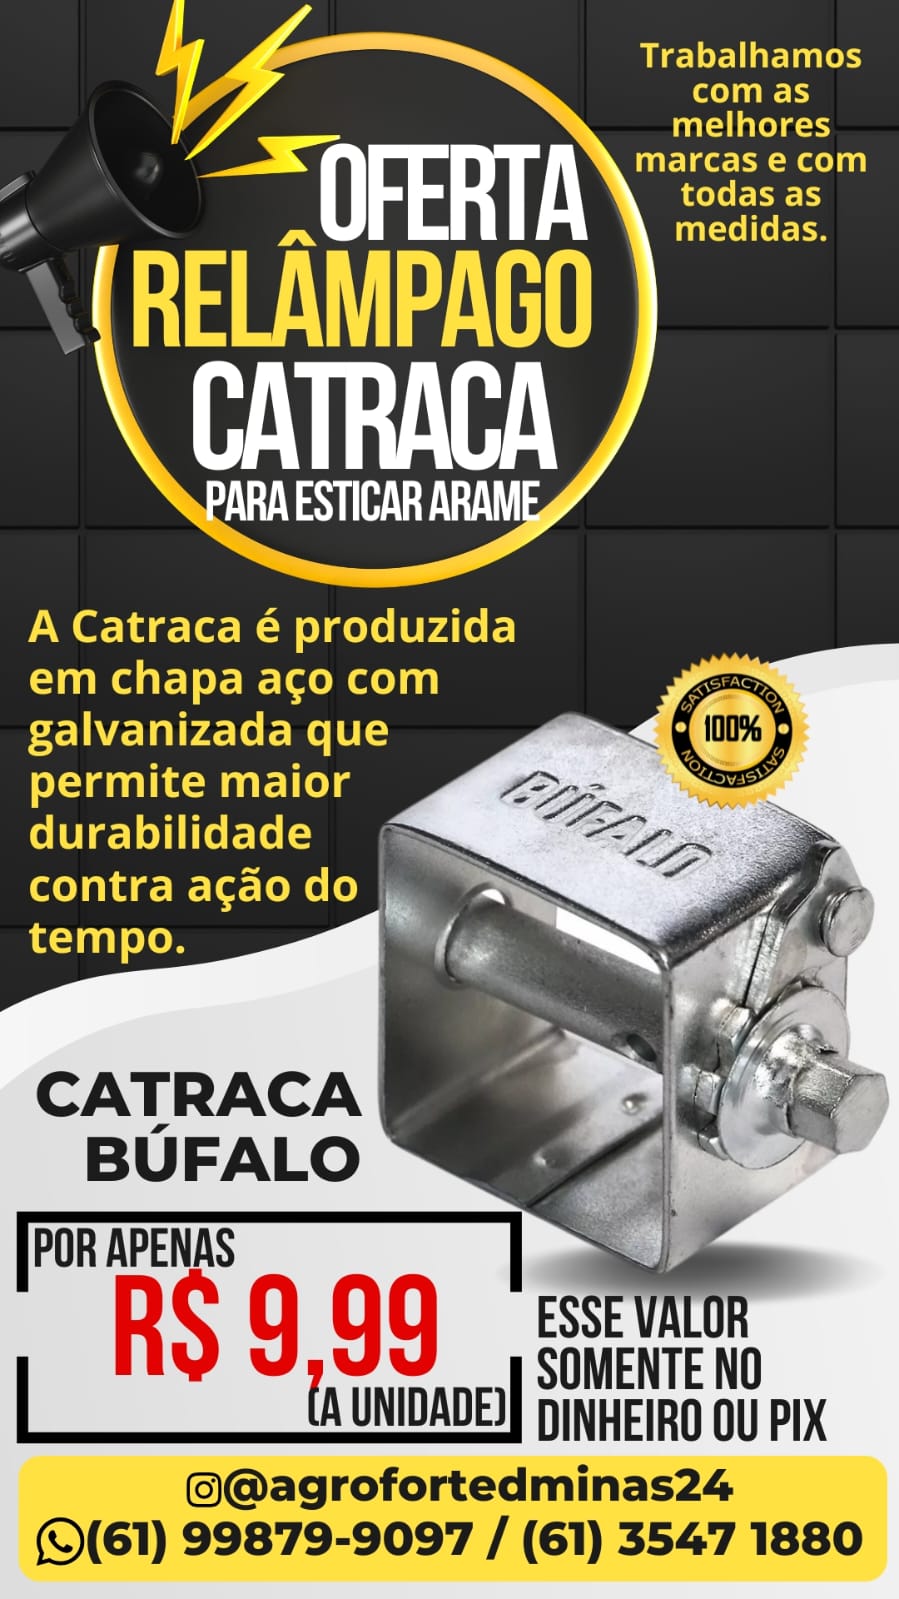 Trabalhamos
com as
melhores
marcas e com
todas as
medidas.
OFERTA
RELÂMPAGO
CATRACA
PARA ESTICAR ARAME
A Catraca é produzida
em chapa aço com
galvanizada que
permite maior
durabilidade
contra ação do
tempo.
SATISFACTION
100%
SATISFACTION
BÚFALO
CATRACA
BÚFALO
POR APENAS
R$ 9,99
(A UNIDADE)
ESSE VALOR
SOMENTE NO
DINHEIRO OU PIX
@agrofortedminas24
(61) 99879-9097 / (61) 3547 1880